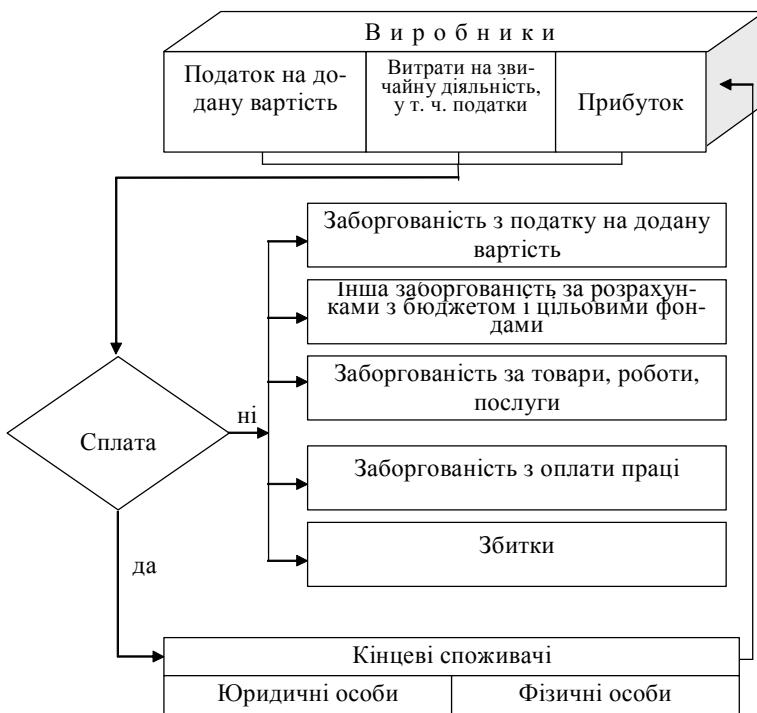 Виробники
Податок на до-
дану вартість
Витрати на зви-
чайну діяльність,
у т. ч. податки
Прибуток
Заборгованість з податку на додану
вартість
Інша заборгованість за розрахун-
ками з бюджетом і цільовими фон-
дами
Заборгованість за товари, роботи,
послуги
ні
Сплата
Заборгованість з оплати праці
Збитки
да
Кінцеві споживачі
Юридичні особи
Фізичні особи